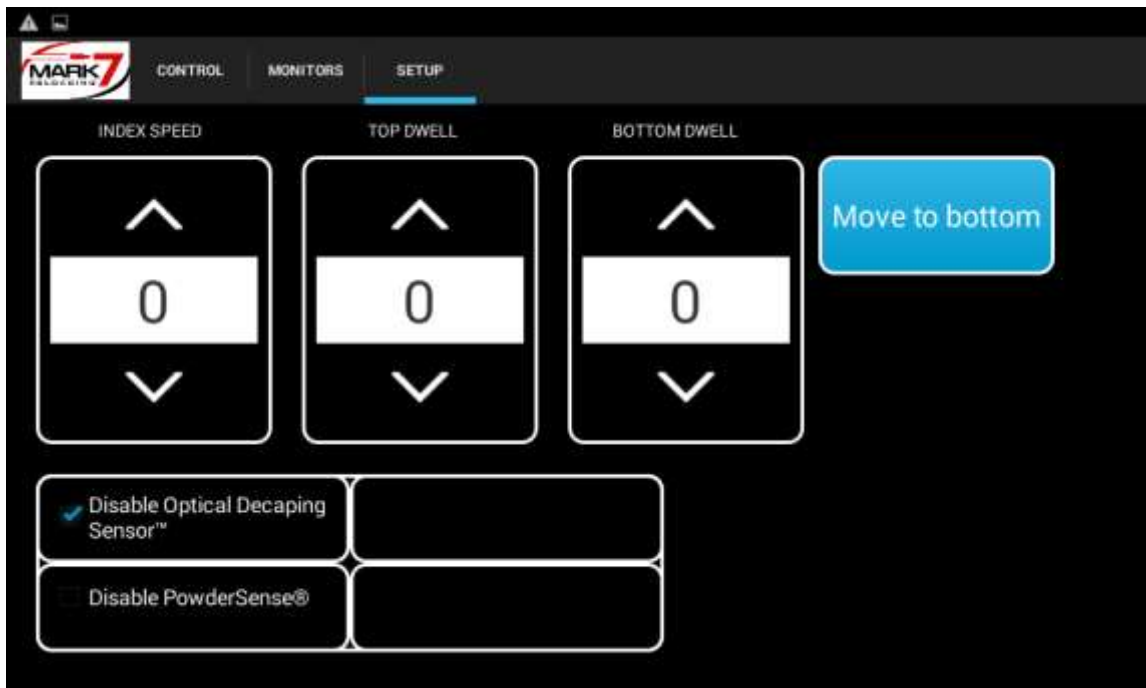 MARK 7
RELOADING
CONTROL
MONITORS
SETUP
INDEX SPEED
TOP DWELL
BOTTOM DWELL
0
0
0
Move to bottom
Disable Optical Decaping
Sensor™
Disable PowderSense®